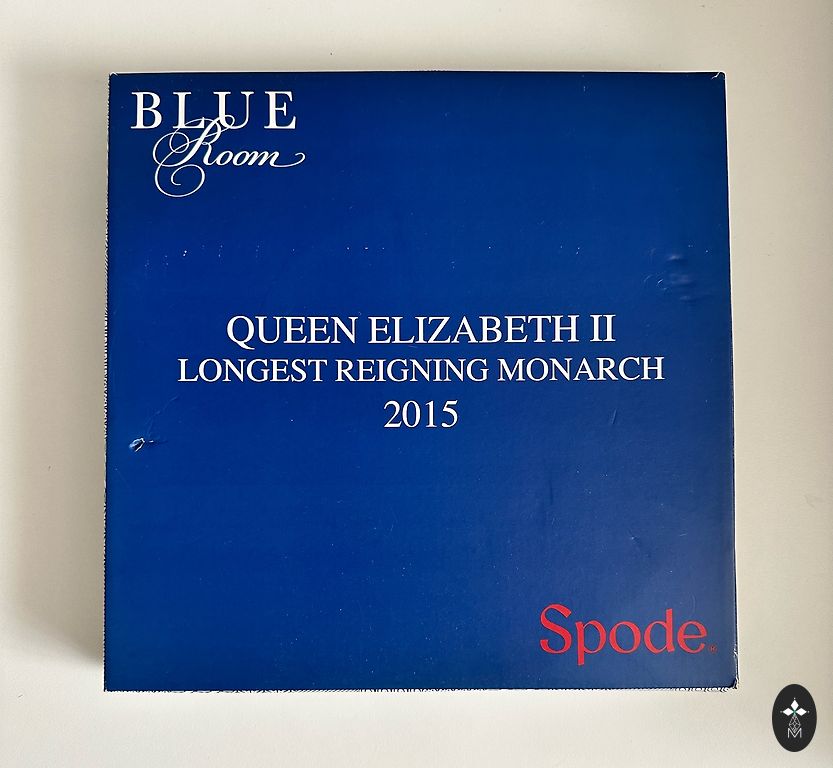 BLUE
Room
QUEEN ELIZABETH II
LONGEST REIGNING MONARCH
2015
Spode®
M